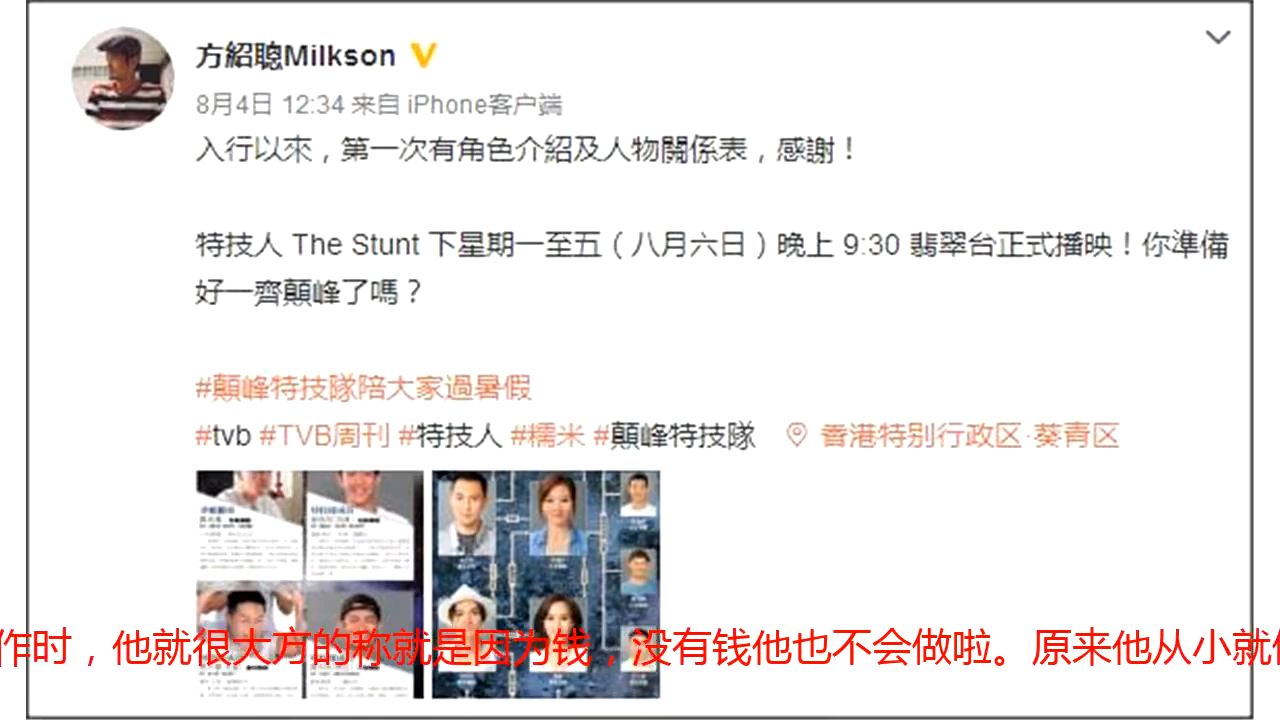 方紹聰Milkson
8月4日 12:34 来自 iPhone客户端
入行以來，第一次有角色介紹及人物關係表，感謝！
特技人 The Stunt 下星期一至五（八月六日）晚上 9:30 翡翠台正式播映！你準備
好一齊顛峰了嗎？
#顛峰特技隊陪大家過暑假
#tvb #TVB周刊 #特技人 #糯米 #顛峰特技隊 香港特别行政区·葵青区
作时，他就很大方的称就是因为钱，没有钱他也不会做啦。原来他从小就